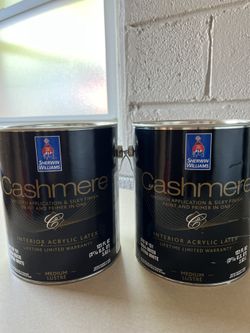 SHERWIN
WILLIAMS
Cashmere
SMOOTH APPLICATION & SILKY FINISH
PAINT AND PRIMER IN ONE
INTERIOR ACRYLIC LATEX
LIFETIME LIMITED WARRANTY
MEDIUM
LUSTRE
SHERWIN
WILLIAMS
Cashmere
SMOOTH APPLICATION & SILKY FINISH
PAINT AND PRIMER IN ONE
INTERIOR ACRYLIC LATEX
LIFETIME LIMITED WARRANTY
MEDIUM
LUSTRE